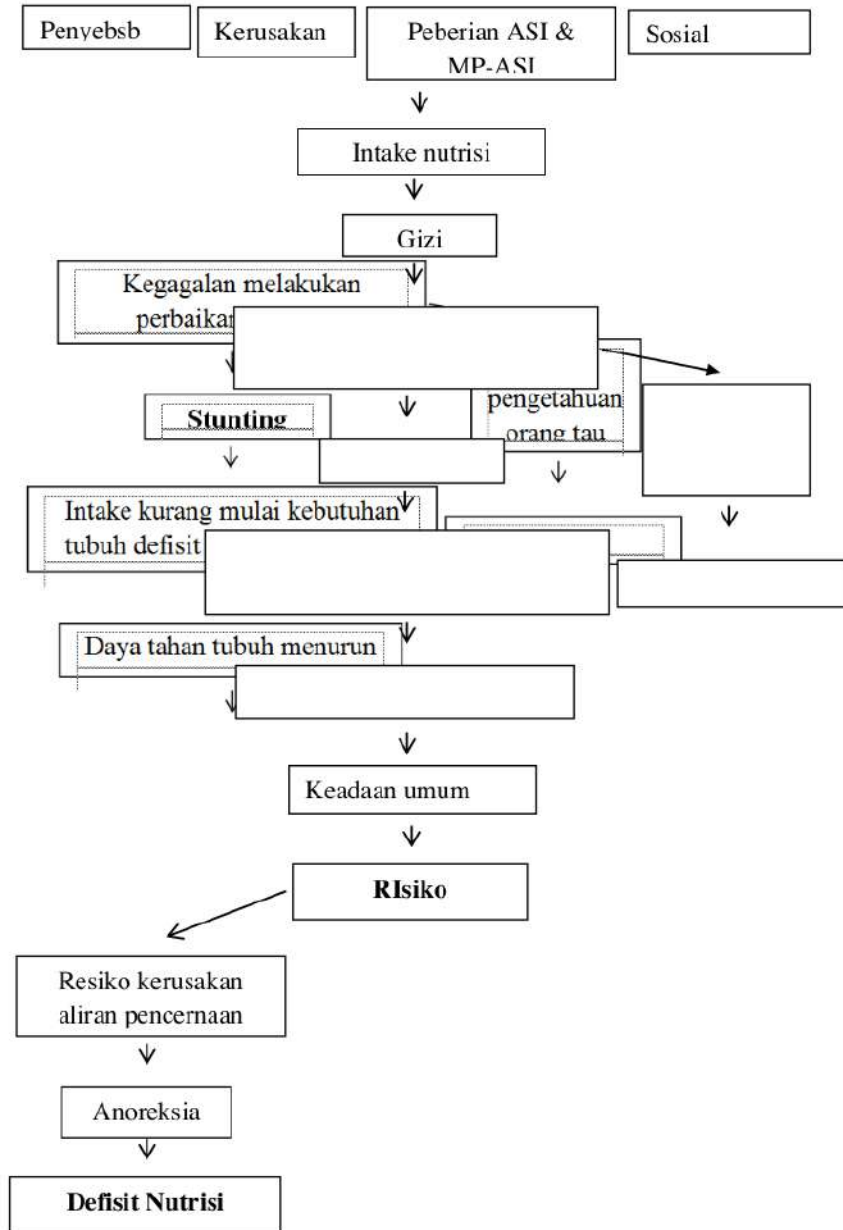 Penyebsb
Kerusakan
Peberian ASI &
MP-ASI
Sosial
Intake nutrisi
Gizi
Kegagalan melakukan
perbaikan
Stunting
pengetahuan
orang tau
Intake kurang mulai kebutuhan
tubuh defisit
Daya tahan tubuh menurun
Keadaan umum
RIsiko
Resiko kerusakan
aliran pencernaan
Anoreksia
Defisit Nutrisi